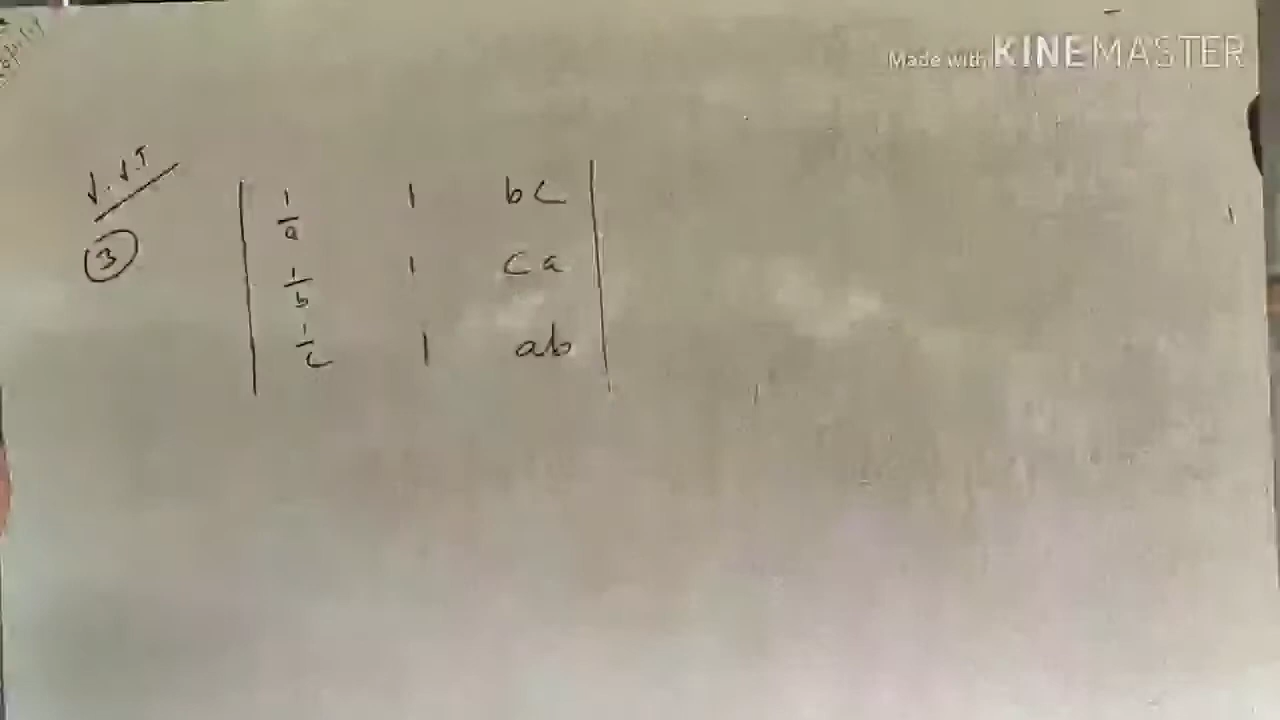 Made with KINEMASTER
V.V.I
3
1/a 1 bc
1/b 1 ca
1/c 1 ab